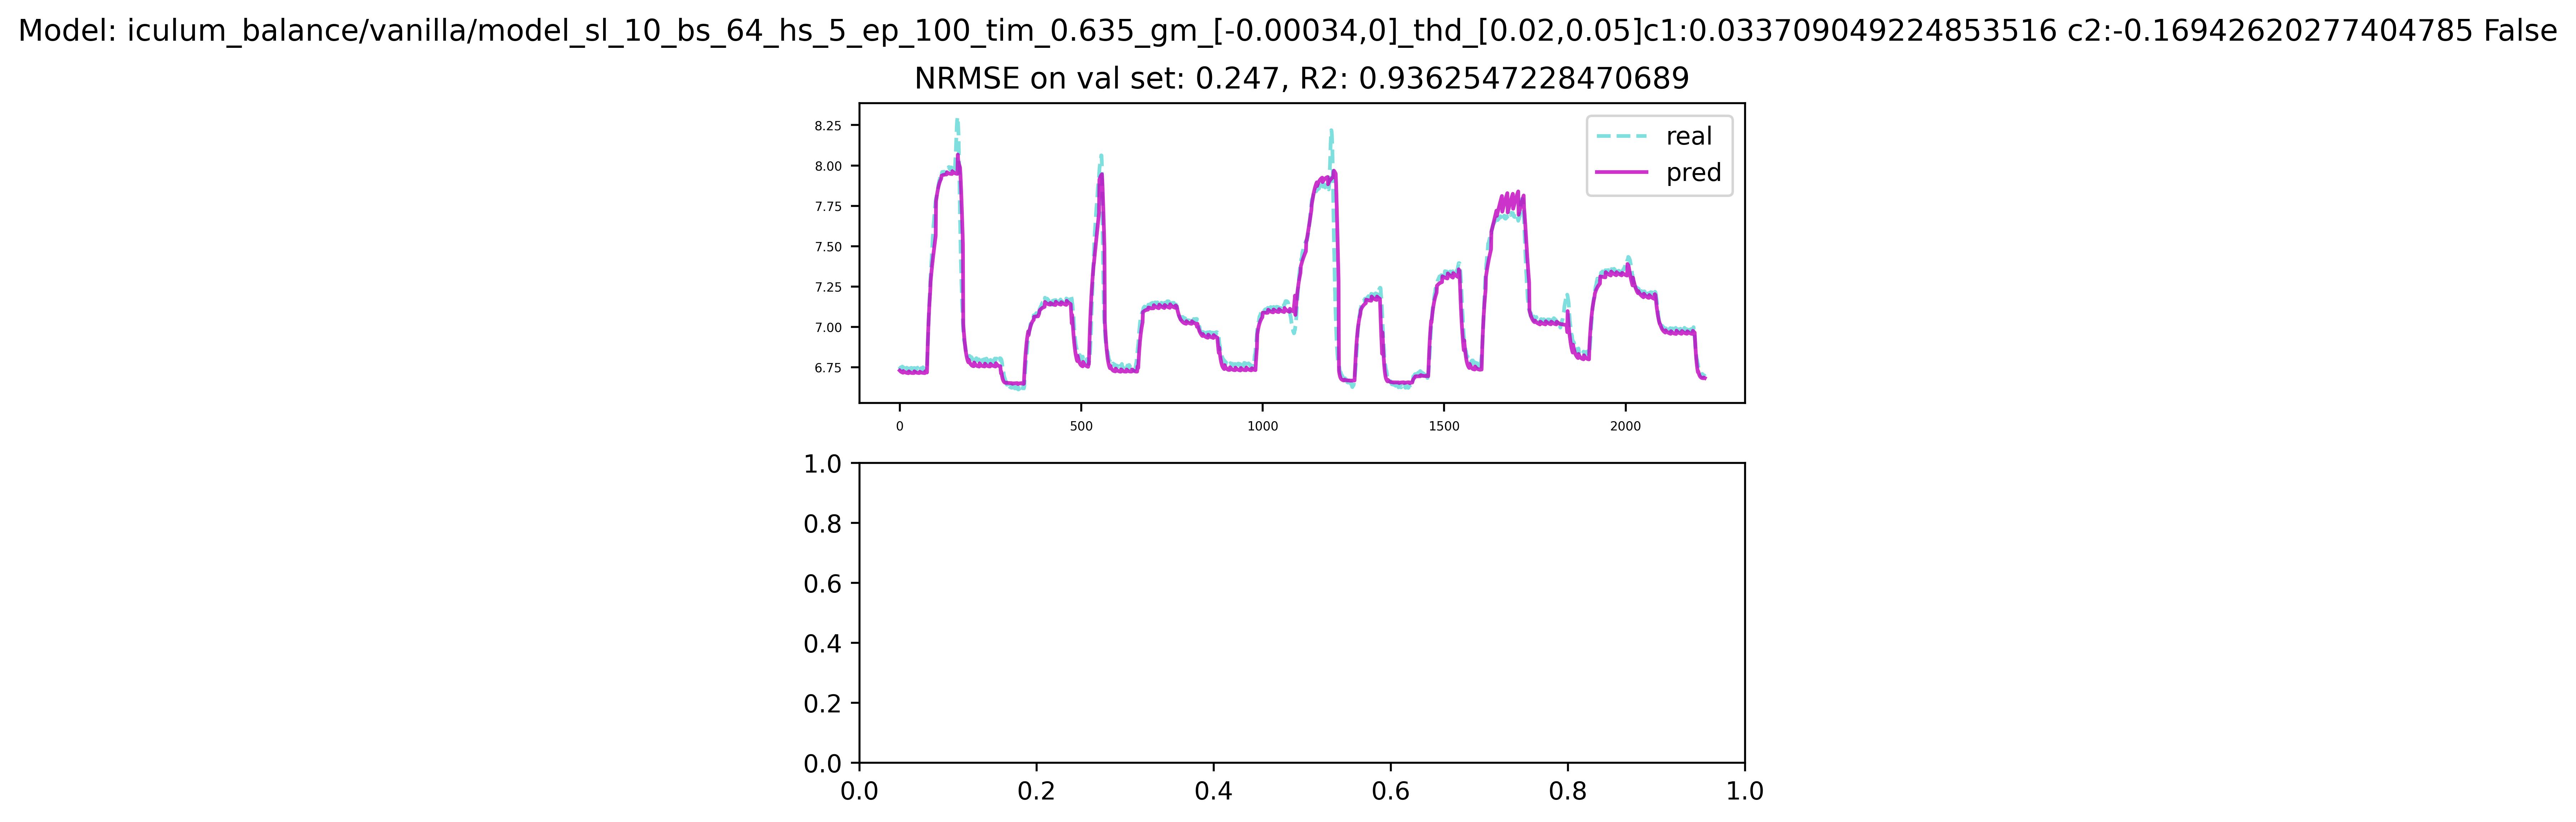 Model: iculum_balance/vanilla/model_sl_10_bs_64_hs_5_ep_100_tim_0.635_gm_[-0.00034,0]_thd_[0.02,0.05]c1:0.033709049224853516 c2:-0.16942620277404785 False
NRMSE on val set: 0.247, R2: 0.9362547228470689
8.25
8.00
7.75
7.50
7.25
7.00
6.75
real
pred
0 500 1000 1500 2000
1.0
0.8
0.6
0.4
0.2
0.0
0.0 0.2 0.4 0.6 0.8 1.0